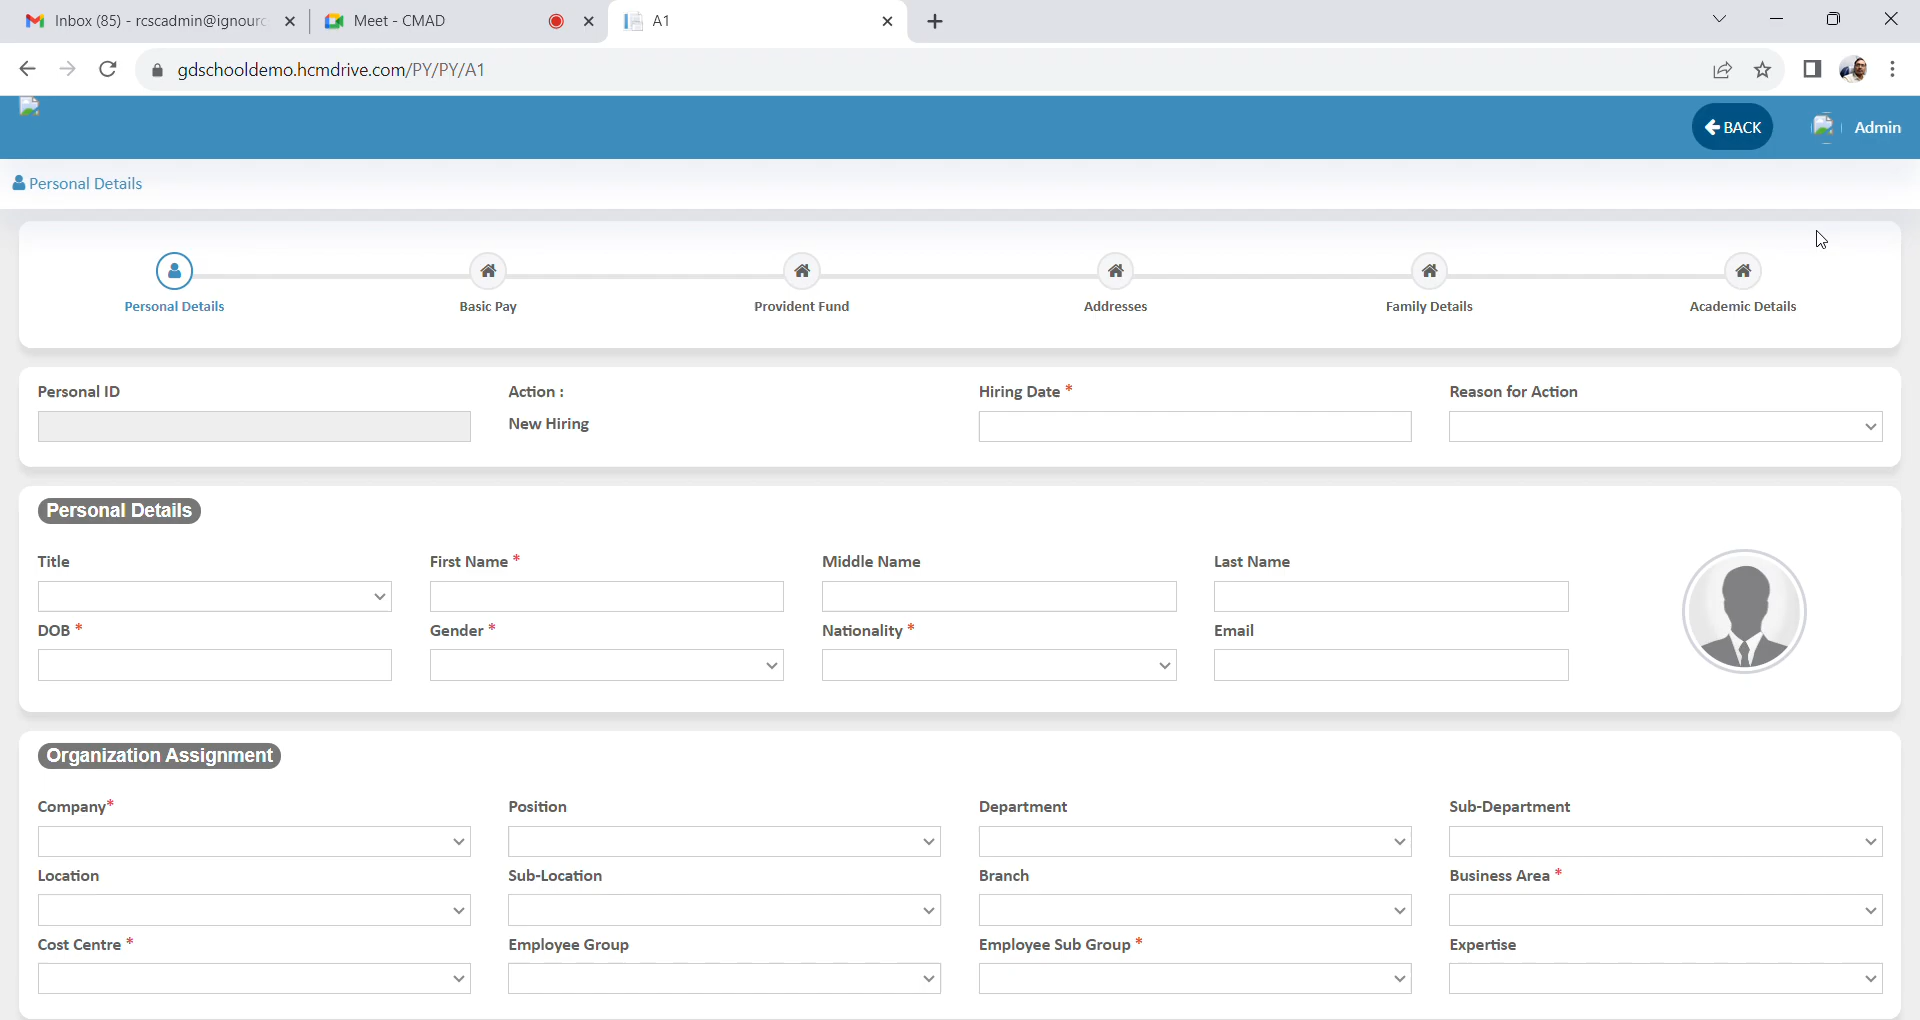 Inbox (85) - rcscadmin@ignourc
Meet - CMAD
A1
gdschooldemo.hcmdrive.com/PY/PY/A1
BACK
Admin
Personal Details
Personal Details
Basic Pay
Provident Fund
Addresses
Family Details
Academic Details
Personal ID
Action :
Hiring Date *
Reason for Action
New Hiring
Personal Details
Title
First Name *
Middle Name
Last Name
DOB *
Gender *
Nationality *
Email
Organization Assignment
Company*
Position
Department
Sub-Department
Location
Sub-Location
Branch
Business Area *
Cost Centre *
Employee Group
Employee Sub Group *
Expertise